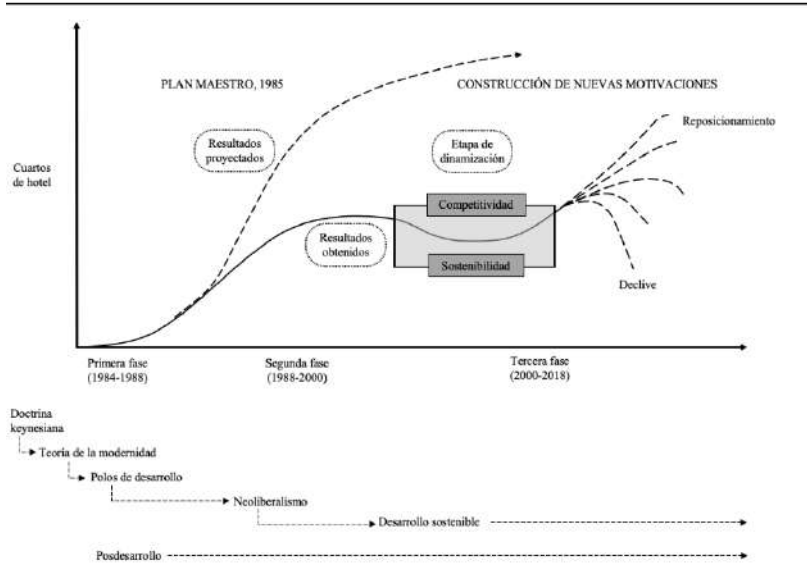 PLAN MAESTRO, 1985
CONSTRUCCIÓN DE NUEVAS MOTIVACIONES
Reposicionamiento
Resultados
proyectados
Etapa de
dinamización
Cuartos
de hotel
Competitividad
Resultados
obtenidos
Sostenibilidad
Declive
Primera fase
(1984-1988)
Segunda fase
(1988-2000)
Tercera fase
(2000-2018)
Doctrina
keynesiana
Teoría de la modernidad
Polos de desarrollo
Neoliberalismo
Desarrollo sostenible
Posdesarrollo